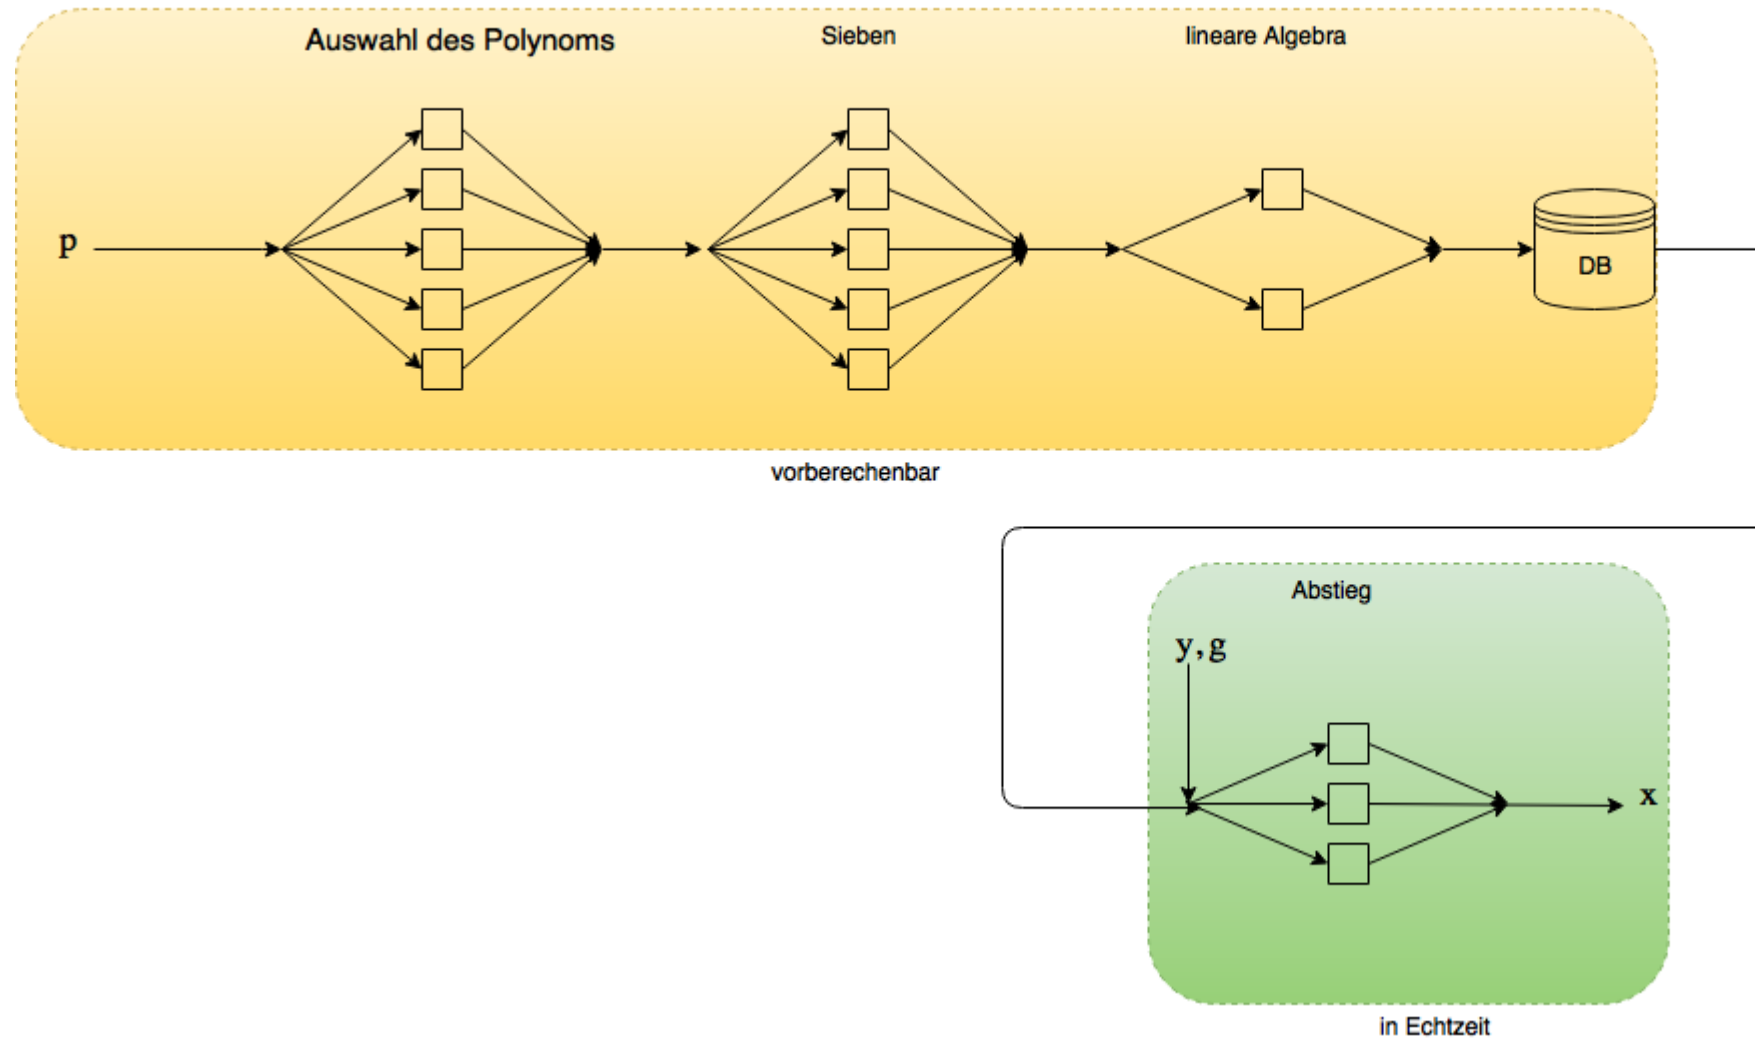 Auswahl des Polynoms
Sieben
lineare Algebra
p
DB
vorberechenbar
Abstieg
y,g
x
in Echtzeit